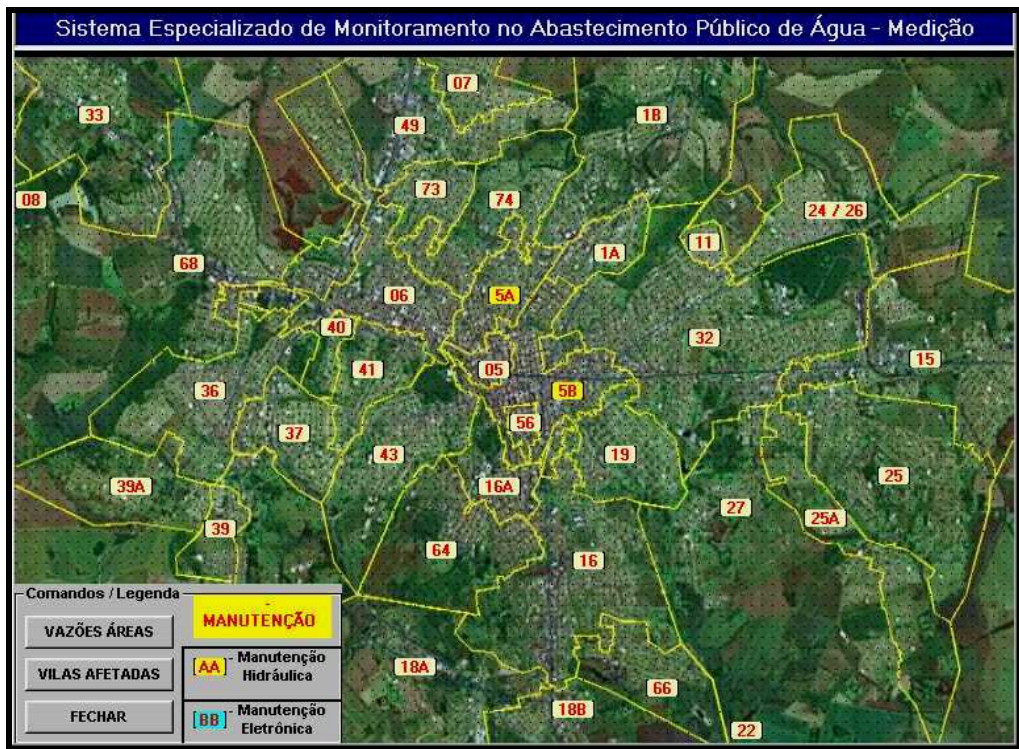 Sistema Especializado de Monitoramento no Abastecimento Público de Água - Medição
07
33
1B
49
73
74
08
24 / 26
11
1A
68
06
5A
40
32
15
05
41
36
5B
56
37
43
19
25
16A
39A
27
25A
39
64
16
18A
66
18B
22
Comandos / Legenda
VAZÕES ÁREAS
VILAS AFETADAS
FECHAR
-
MANUTENÇÃO
[AA] - Manutenção
Hidráulica
[BB] - Manutenção
Eletrônica